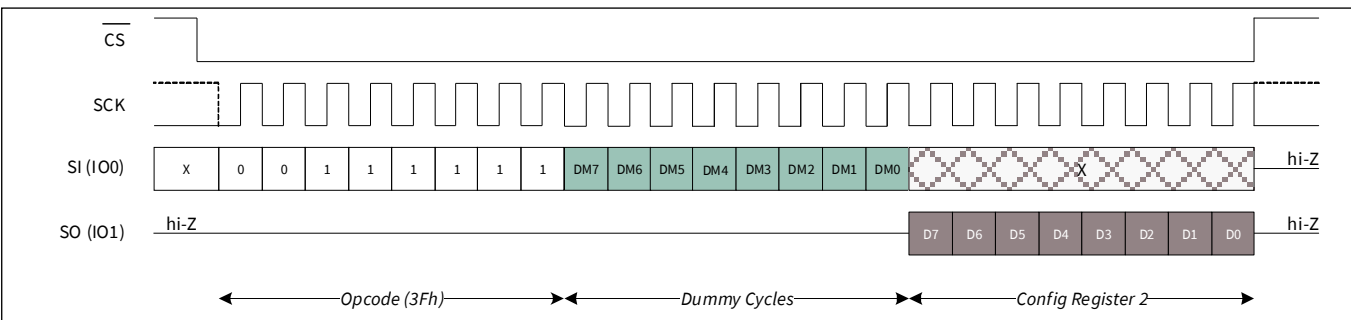 CS
SCK
SI (IO0) X 0 0 1 1 1 1 1 1 DM7 DM6 DM5 DM4 DM3 DM2 DM1 DM0 X hi-Z
SO (IO1) hi-Z D7 D6 D5 D4 D3 D2 D1 D0 hi-Z
Opcode (3Fh) Dummy Cycles Config Register 2